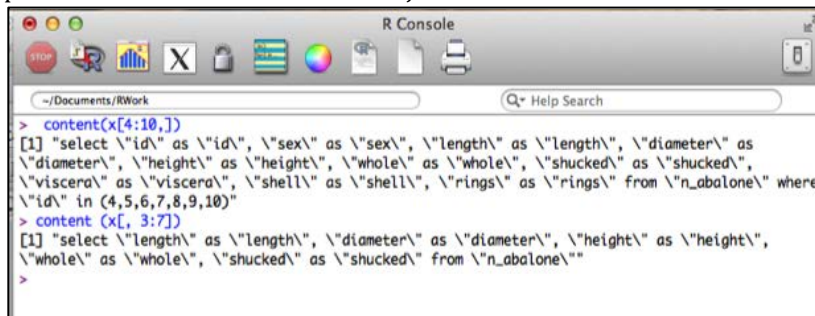 R Console
STOP
~/Documents/RWork
Help Search
> content(x[4:10,])
[1] "select \"id\" as \"id\", \"sex\" as \"sex\", \"length\" as \"length\", \"diameter\" as
\"diameter\", \"height\" as \"height\", \"whole\" as \"whole\", \"shucked\" as \"shucked\",
\"viscera\" as \"viscera\", \"shell\" as \"shell\", \"rings\" as \"rings\" from \"n_abalone\" where
\"id\" in (4,5,6,7,8,9,10)"
> content (x[, 3:7])
[1] "select \"length\" as \"length\", \"diameter\" as \"diameter\", \"height\" as \"height\",
\"whole\" as \"whole\", \"shucked\" as \"shucked\" from \"n_abalone\""
>